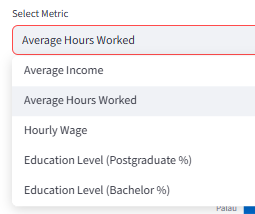 Select Metric
Average Hours Worked
Average Income
Average Hours Worked
Hourly Wage
Education Level (Postgraduate %)
Education Level (Bachelor %)
Palau